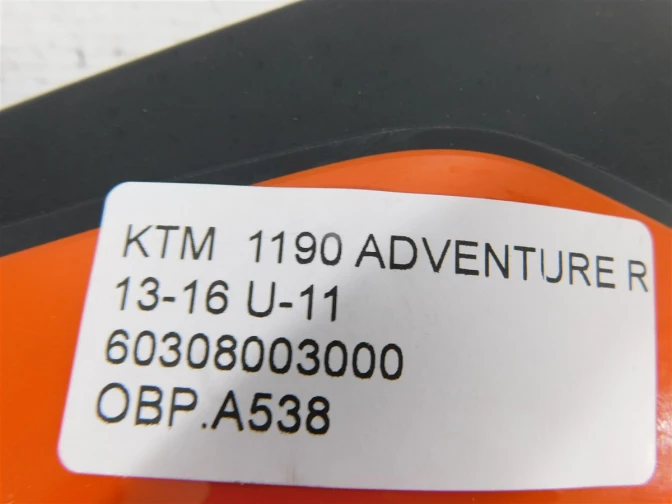 KTM 1190 ADVENTURE R
13-16 U-11
60308003000
OBP.A538